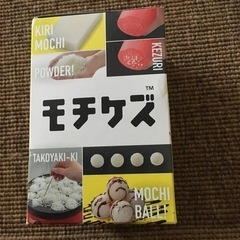 KIRI
MOCHI
KEZURI
POWDER!
モチケズ™
TAKOYAKI-KI
MOCHI
BALL!